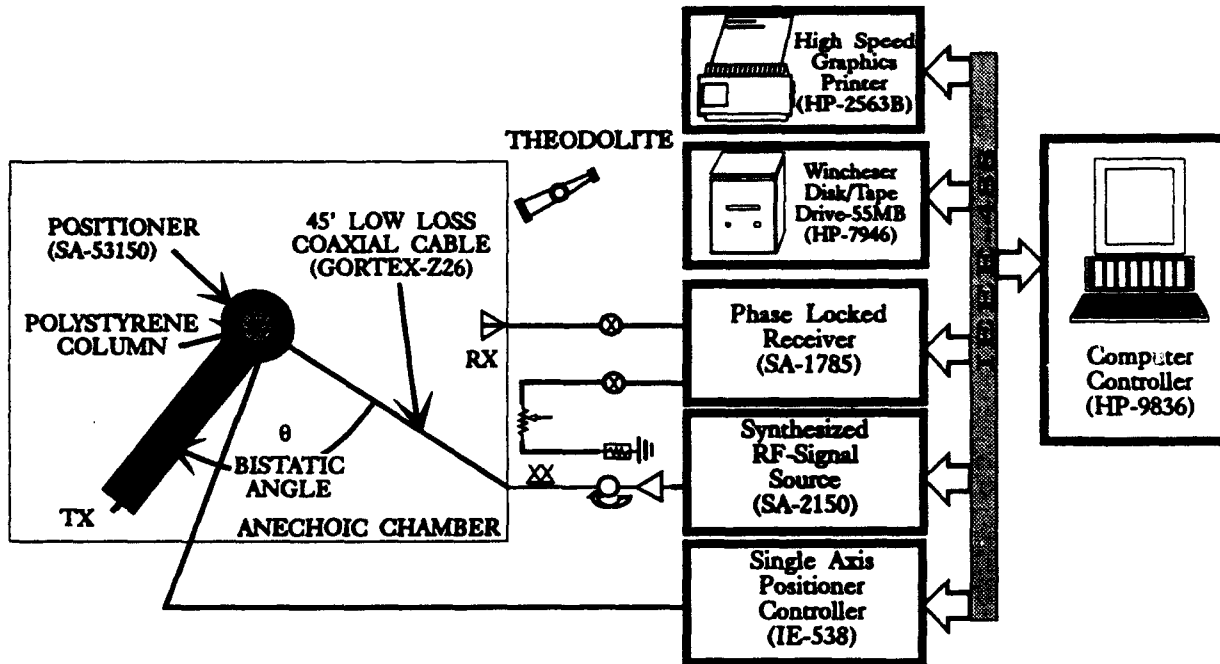 High Speed
Graphics
Printer
(HP-2563B)
THEODOLITE
Wincheser
Disk/Tape
Drive-55MB
(HP-7946)
POSITIONER
(SA-53150)
45' LOW LOSS
COAXIAL CABLE
(GORTEX-Z26)
POLYSTYRENE
COLUMN
RX
Phase Locked
Receiver
(SA-1785)
Computer
Controller
(HP-9836)
θ
BISTATIC
ANGLE
XX
Synthesized
RF-Signal
Source
(SA-2150)
TX
ANECHOIC CHAMBER
Single Axis
Positioner
Controller
(IE-538)